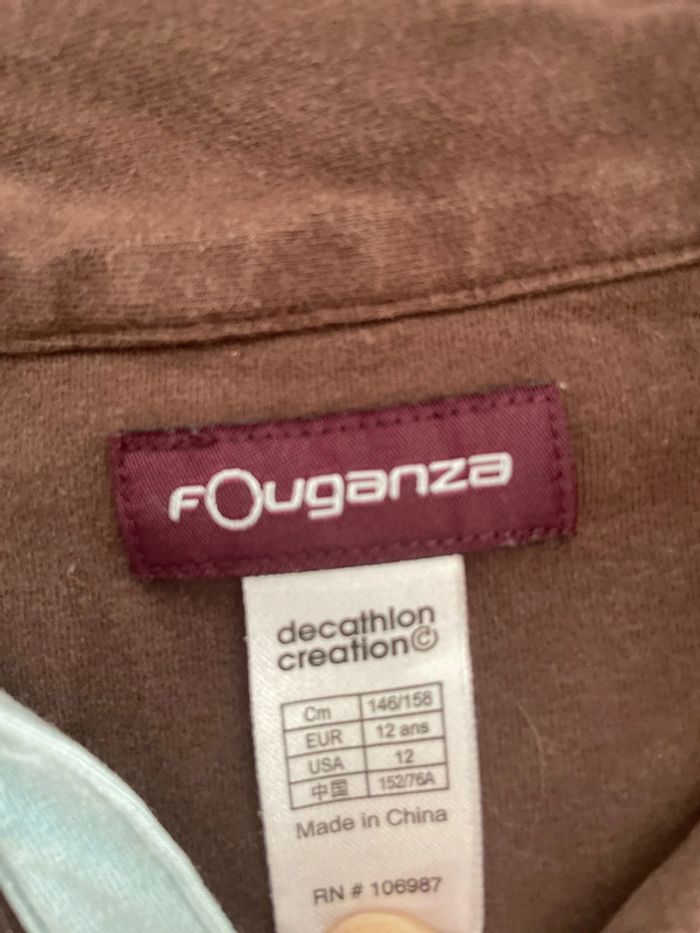 fOuganza
decathlon
creation©
Cm 146/158
EUR 12 ans
USA 12
中国 152/76A
Made in China
RN # 106987